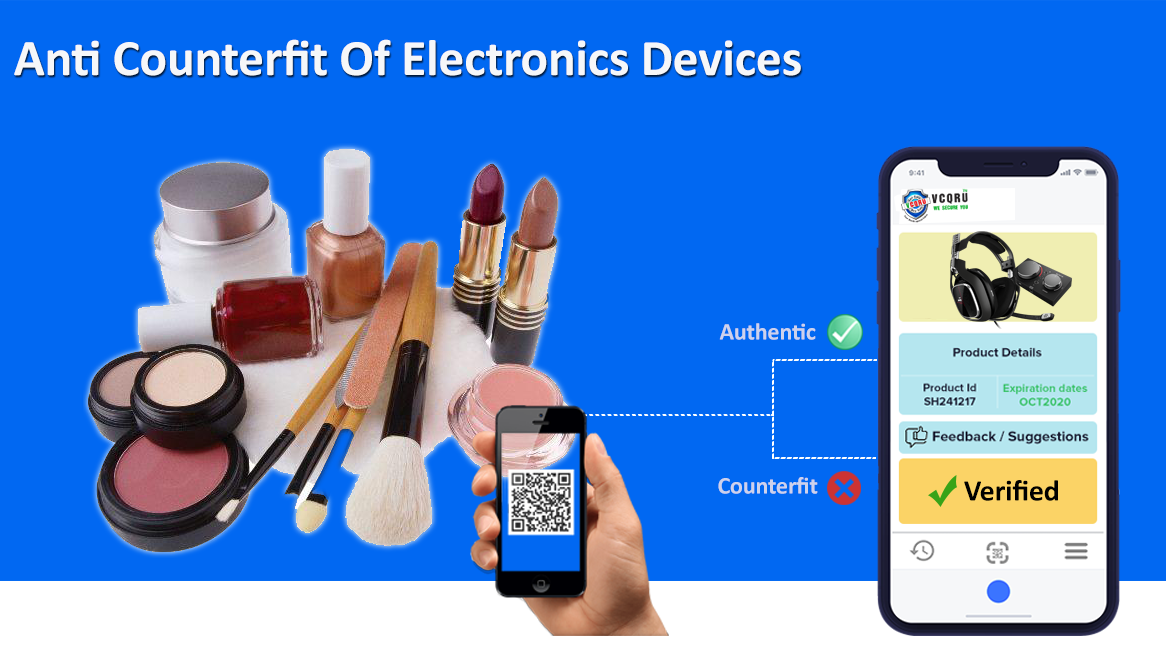 Anti Counterfit Of Electronics Devices
9:41
VCQRU
WE SECURE YOU
Authentic
Product Details
Product Id
SH241217
Expiration dates
OCT2020
Feedback / Suggestions
Counterfit
Verified